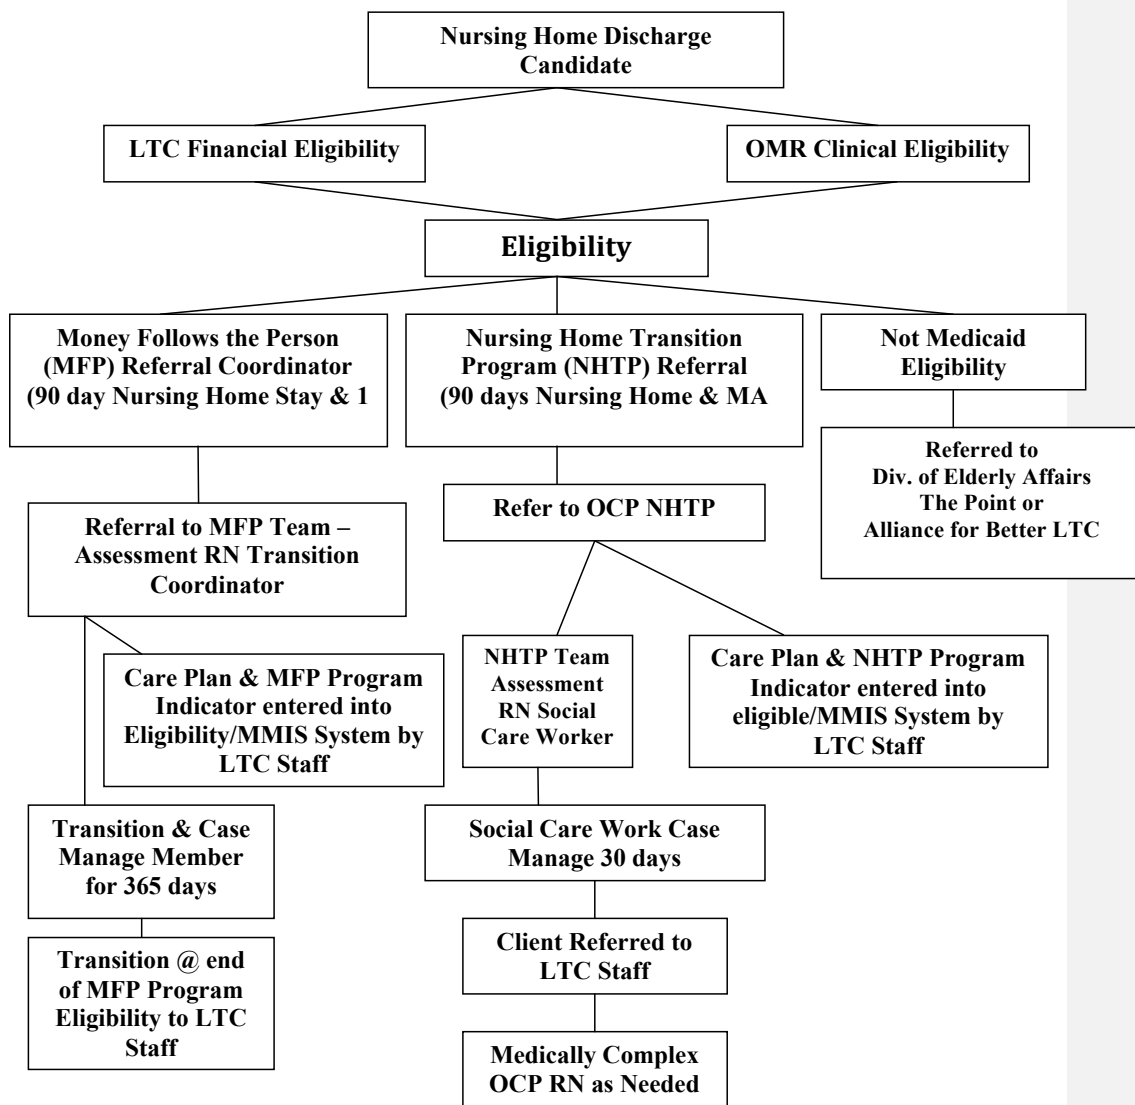 Nursing Home Discharge
Candidate
LTC Financial Eligibility
OMR Clinical Eligibility
Eligibility
Money Follows the Person
(MFP) Referral Coordinator
(90 day Nursing Home Stay & 1
Nursing Home Transition
Program (NHTP) Referral
(90 days Nursing Home & MA
Not Medicaid
Eligibility
Referred to
Div. of Elderly Affairs
The Point or
Alliance for Better LTC
Referral to MFP Team –
Assessment RN Transition
Coordinator
Refer to OCP NHTP
Care Plan & MFP Program
Indicator entered into
Eligibility/MMIS System by
LTC Staff
NHTP Team
Assessment
RN Social
Care Worker
Care Plan & NHTP Program
Indicator entered into
eligible/MMIS System by
LTC Staff
Transition & Case
Manage Member
for 365 days
Social Care Work Case
Manage 30 days
Transition @ end
of MFP Program
Eligibility to LTC
Staff
Client Referred to
LTC Staff
Medically Complex
OCP RN as Needed